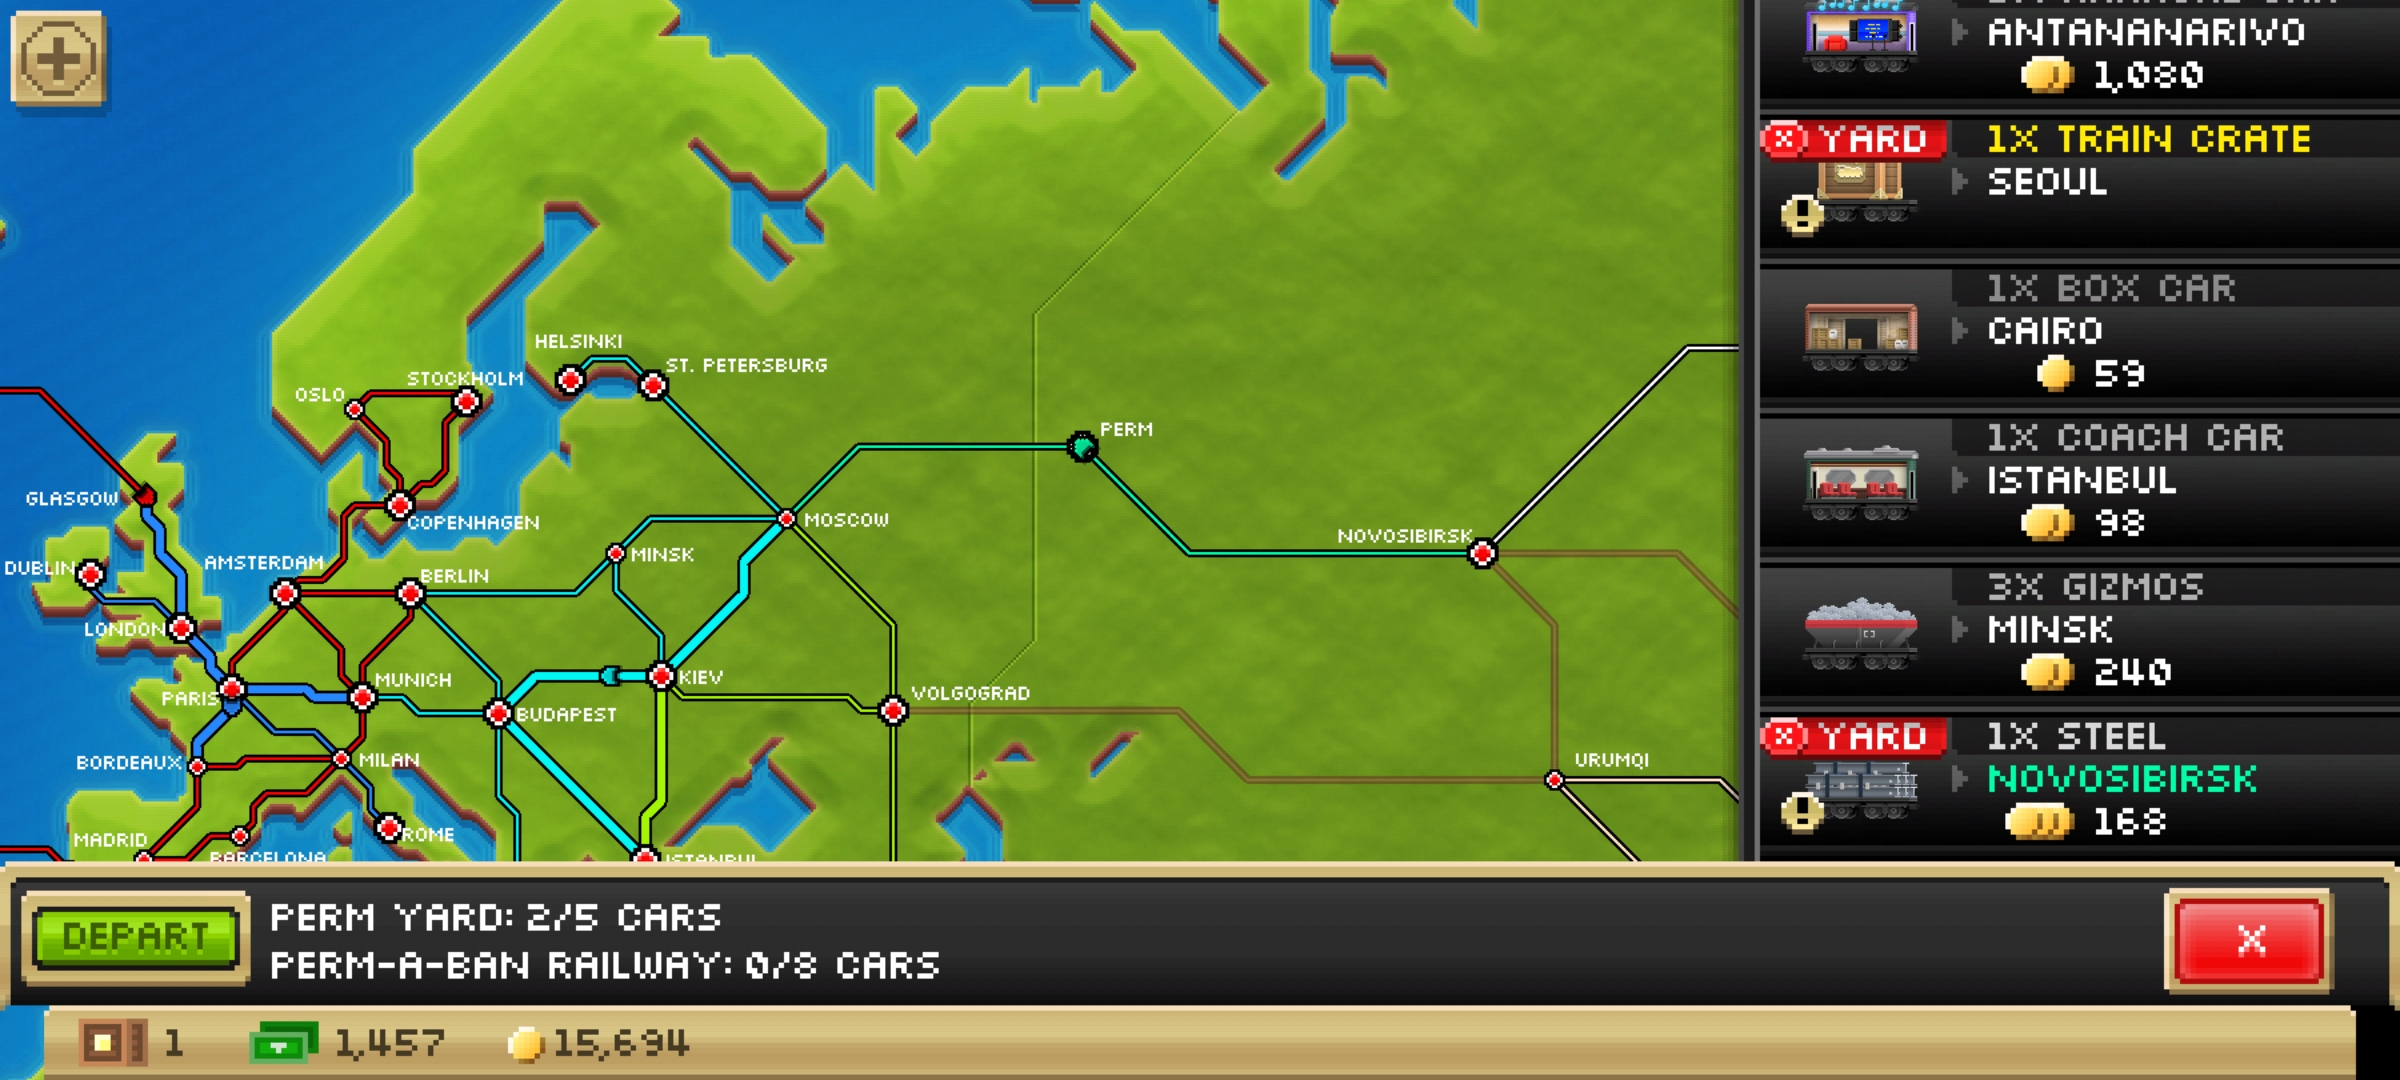 ANTANANARIVO
1,080
YARD
1X TRAIN CRATE
SEOUL
1X BOX CAR
CAIRO
59
1X COACH CAR
ISTANBUL
98
3X GIZMOS
MINSK
240
YARD
1X STEEL
NOVOSIBIRSK
168
HELSINKI
ST. PETERSBURG
STOCKHOLM
OSLO
PERM
GLASGOW
COPENHAGEN
MOSCOW
NOVOSIBIRSK
MINSK
AMSTERDAM
DUBLIN
BERLIN
LONDON
MUNICH
KIEV
PARIS
VOLGOGRAD
BUDAPEST
BORDEAUX
MILAN
URUMQI
MADRID
ROME
BARCELONA
ISTANBUL
DEPART
PERM YARD: 2/5 CARS
PERM-A-BAN RAILWAY: 0/8 CARS
X
1
1,457
15,694